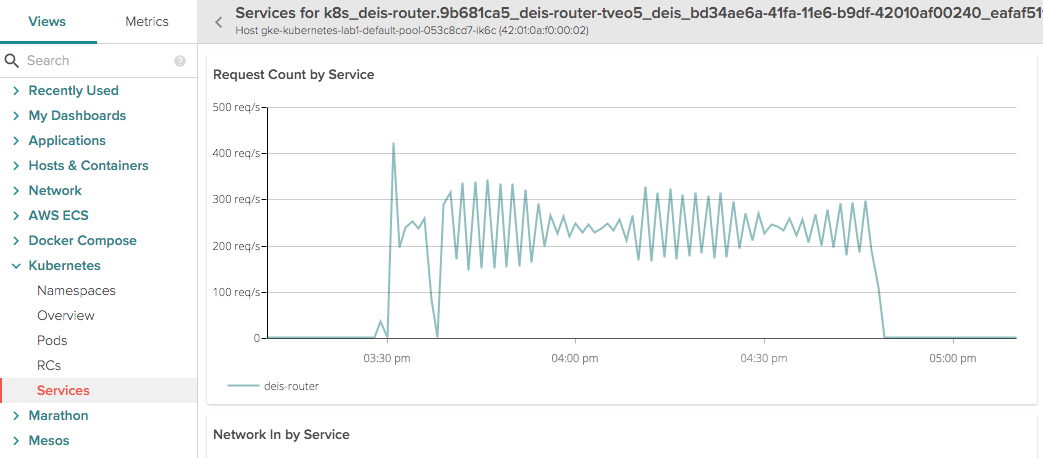 Views Metrics
Search ?
Recently Used
My Dashboards
Applications
Hosts & Containers
Network
AWS ECS
Docker Compose
Kubernetes
Namespaces
Overview
Pods
RCs
Services
Marathon
Mesos
Services for k8s_deis-router.9b681ca5_deis-router-tveo5_deis_bd34ae6a-41fa-11e6-b9df-42010af00240_eafaf51
Host gke-kubernetes-lab1-default-pool-053c8cd7-ik6c (42:01:0a:f0:00:02)
Request Count by Service
500 req/s
400 req/s
300 req/s
200 req/s
100 req/s
0
03:30 pm 04:00 pm 04:30 pm 05:00 pm
deis-router
Network In by Service